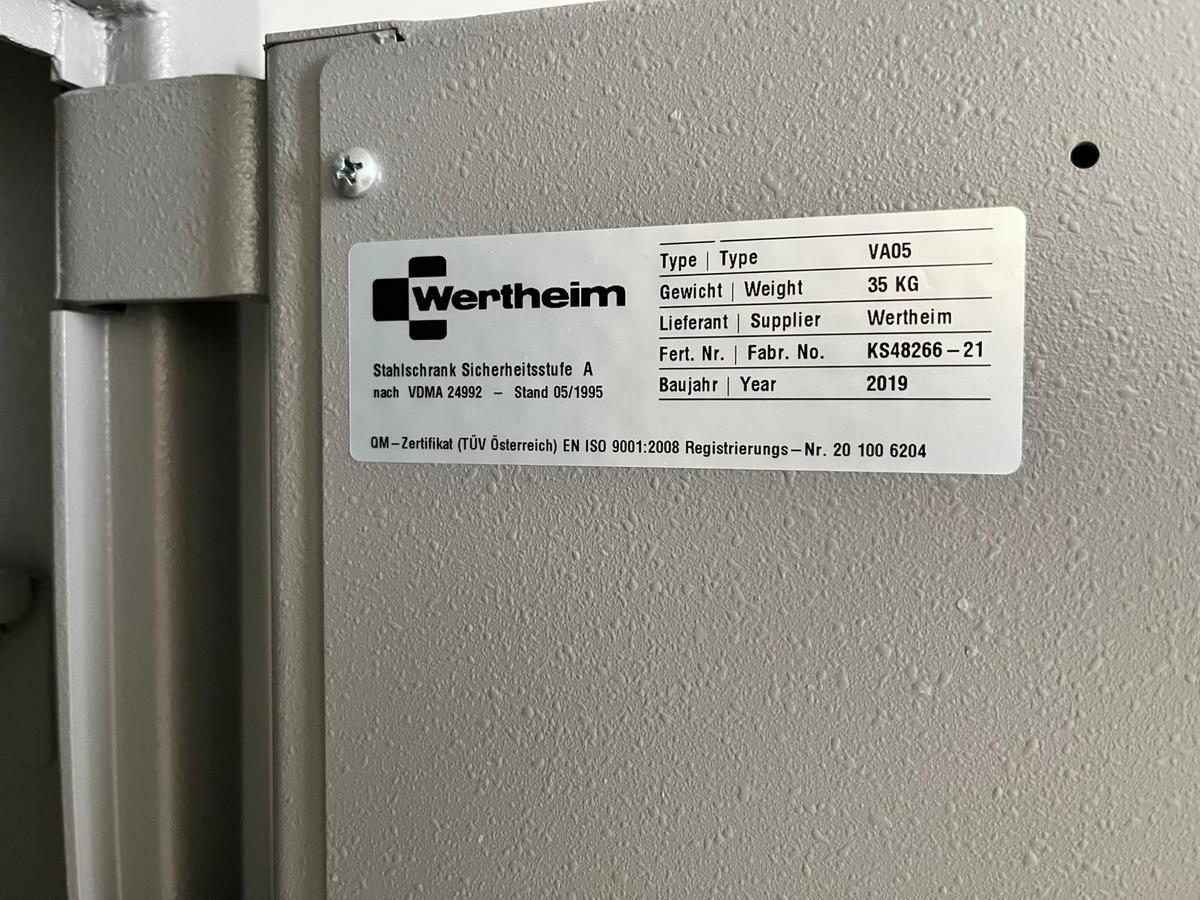 Wertheim
Stahlschrank Sicherheitsstufe A
nach VDMA 24992 – Stand 05/1995
Type | Type VA05
Gewicht | Weight 35 KG
Lieferant | Supplier Wertheim
Fert. Nr. | Fabr. No. KS48266–21
Baujahr | Year 2019
QM–Zertifikat (TÜV Österreich) EN ISO 9001:2008 Registrierungs–Nr. 20 100 6204